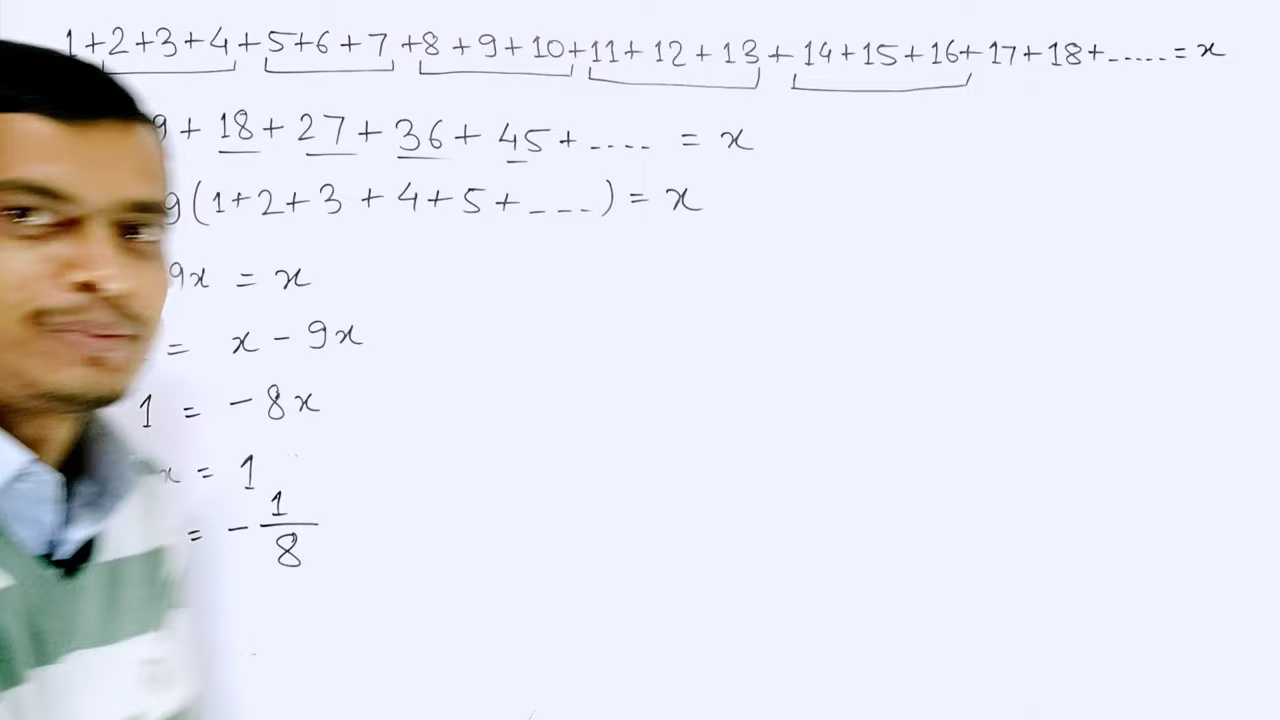 1+2+3+4+5+6+7+8+9+10+11+12+13+14+15+16+17+18+.....=x
9+18+27+36+45+....=x
9(1+2+3+4+5+---)=x
9x=x
=x-9x
1=-8x
x=1
=-1/8